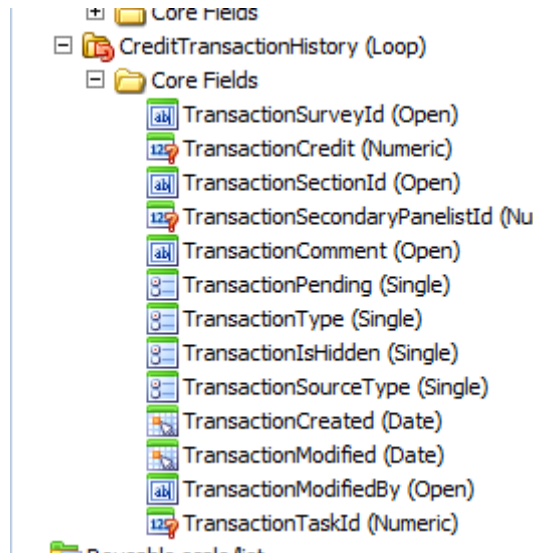 Core Fields
CreditTransactionHistory (Loop)
Core Fields
TransactionSurveyId (Open)
TransactionCredit (Numeric)
TransactionSectionId (Open)
TransactionSecondaryPanelistId (Nu
TransactionComment (Open)
TransactionPending (Single)
TransactionType (Single)
TransactionIsHidden (Single)
TransactionSourceType (Single)
TransactionCreated (Date)
TransactionModified (Date)
TransactionModifiedBy (Open)
TransactionTaskId (Numeric)